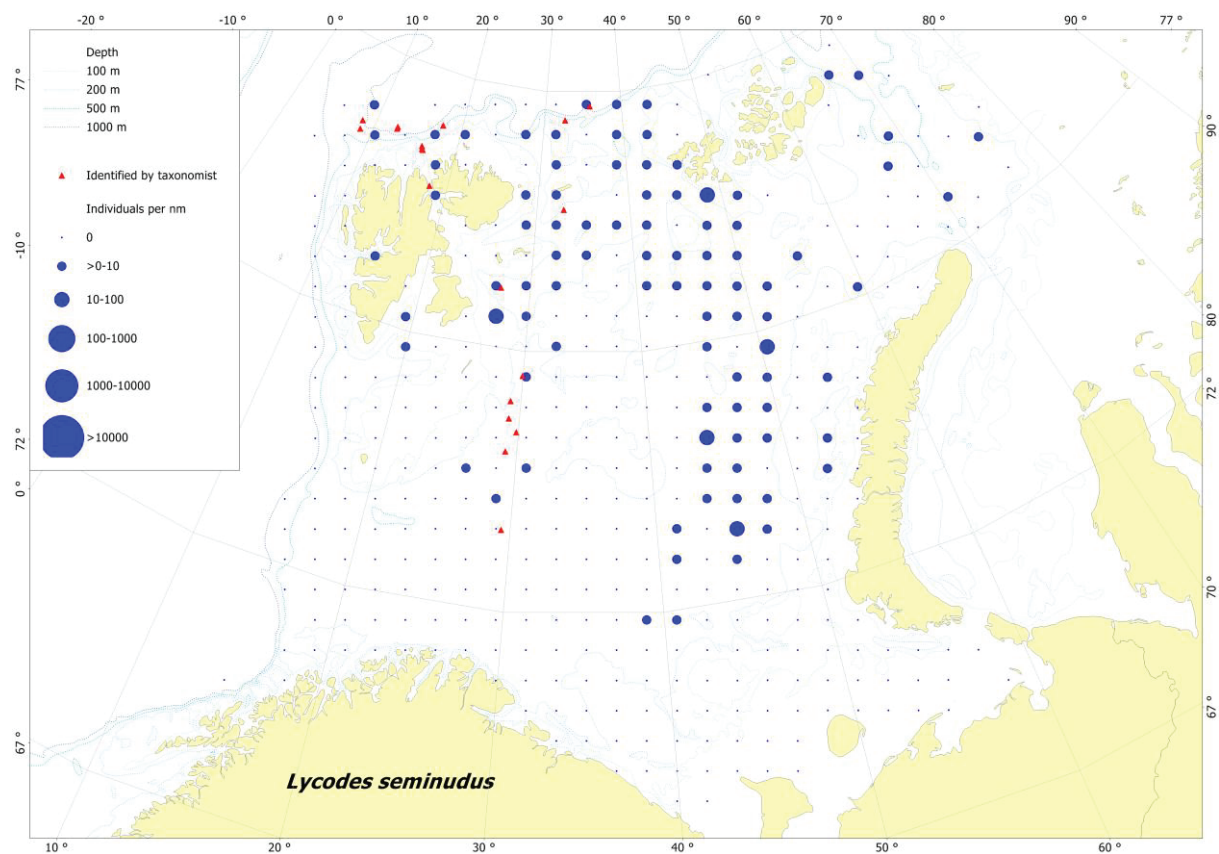 -20 ° -10 ° 0 ° 10 ° 20 ° 30 ° 40 ° 50 ° 60 ° 70 ° 80 ° 90 ° 77 °
Depth
100 m
200 m
500 m
1000 m
Identified by taxonomist
Individuals per nm
0
>0-10
10-100
100-1000
1000-10000
>10000
77 °
-10 °
72 °
0 °
67 °
90 °
80 °
72 °
70 °
67 °
Lycodes seminudus
10 ° 20 ° 30 ° 40 ° 50 ° 60 °